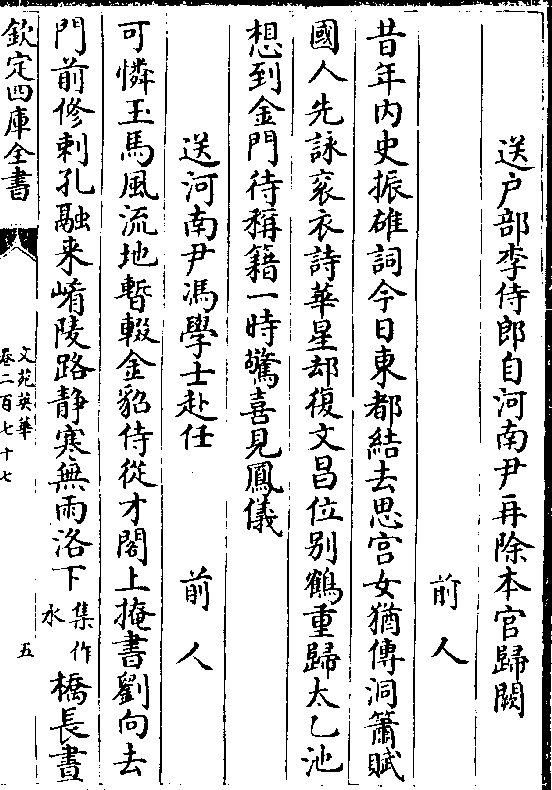 送户部李侍郎自河南尹再除本官歸闕
前人
昔年内史振雄詞今日東都結去思宫女猶傳洞簫賦
國人先詠衮衣詩華星却復文昌位别鶴重歸太乙池
想到金門待稱籍一時驚喜見鳳儀
送河南尹馮學士赴任
前人
可憐玉馬風流地暫輟金貂侍從才閣上掩書劉向去
門前修刺孔融来崤陵路静寒無雨洛下集作水橋長晝
欽定四庫全書
文苑英華
卷二百七十七
五